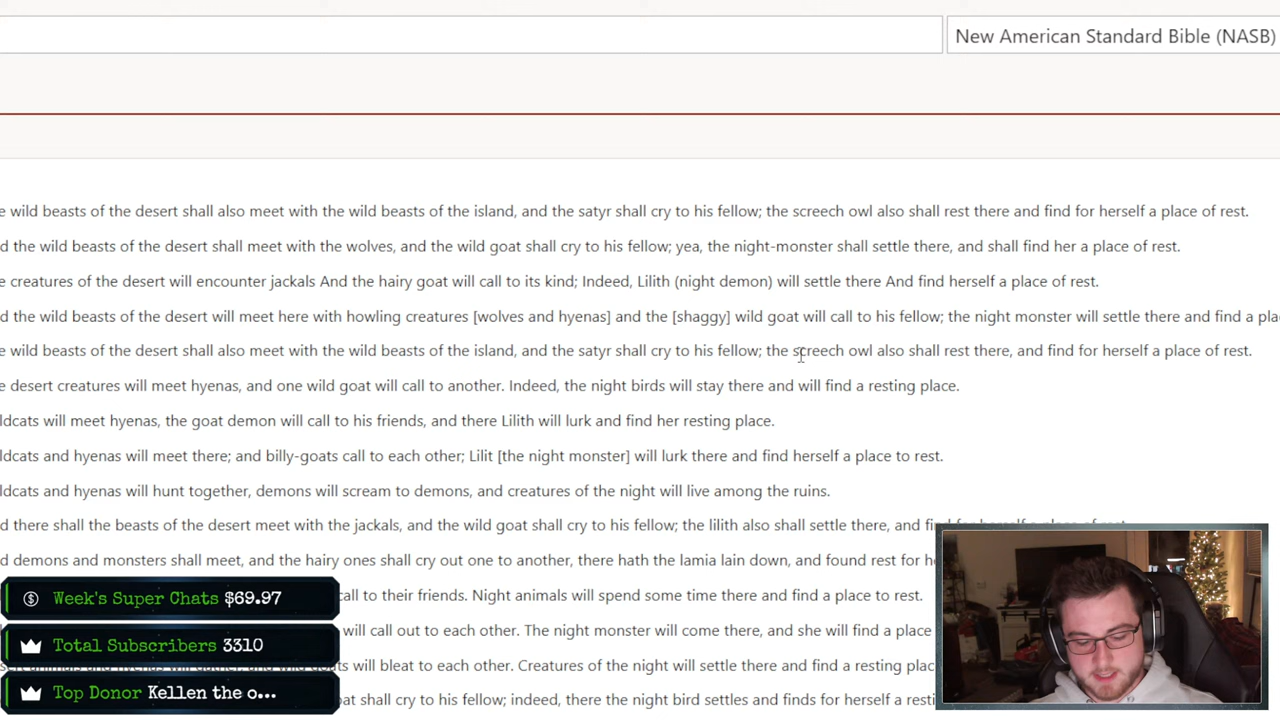 New American Standard Bible (NASB)
wild beasts of the desert shall also meet with the wild beasts of the island, and the satyr shall cry to his fellow; the screech owl also shall rest there and find for herself a place of rest.
the wild beasts of the desert shall meet with the wolves, and the wild goat shall cry to his fellow; yea, the night-monster shall settle there, and shall find her a place of rest.
creatures of the desert will encounter jackals And the hairy goat will call to its kind; Indeed, Lilith (night demon) will settle there And find herself a place of rest.
the wild beasts of the desert will meet here with howling creatures [wolves and hyenas] and the [shaggy] wild goat will call to his fellow; the night monster will settle there and find a
wild beasts of the desert shall also meet with the wild beasts of the island, and the satyr shall cry to his fellow; the screech owl also shall rest there, and find for herself a place of rest.
desert creatures will meet hyenas, and one wild goat will call to another. Indeed, the night birds will stay there and will find a resting place.
ldcats will meet hyenas, the goat demon will call to his friends, and there Lilith will lurk and find her resting place.
ldcats and hyenas will meet there; and billy-goats call to each other; Lilit [the night monster] will lurk there and find herself a place to rest.
ldcats and hyenas will hunt together, demons will scream to demons, and creatures of the night will live among the ruins.
there shall the beasts of the desert meet with the jackals, and the wild goat shall cry to his fellow; the lilith also shall settle there, and
demons and monsters shall meet, and the hairy ones shall cry out one to another, there hath the lamia lain down, and found rest for
call to their friends. Night animals will spend some time there and find a place to rest.
will call out to each other. The night monster will come there, and she will find a place
will bleat to each other. Creatures of the night will settle there and find a resting
shall cry to his fellow; indeed, there the night bird settles and finds for herself a
Week's Super Chats $69.97
Total Subscribers 3310
Top Donor Kellen the o...